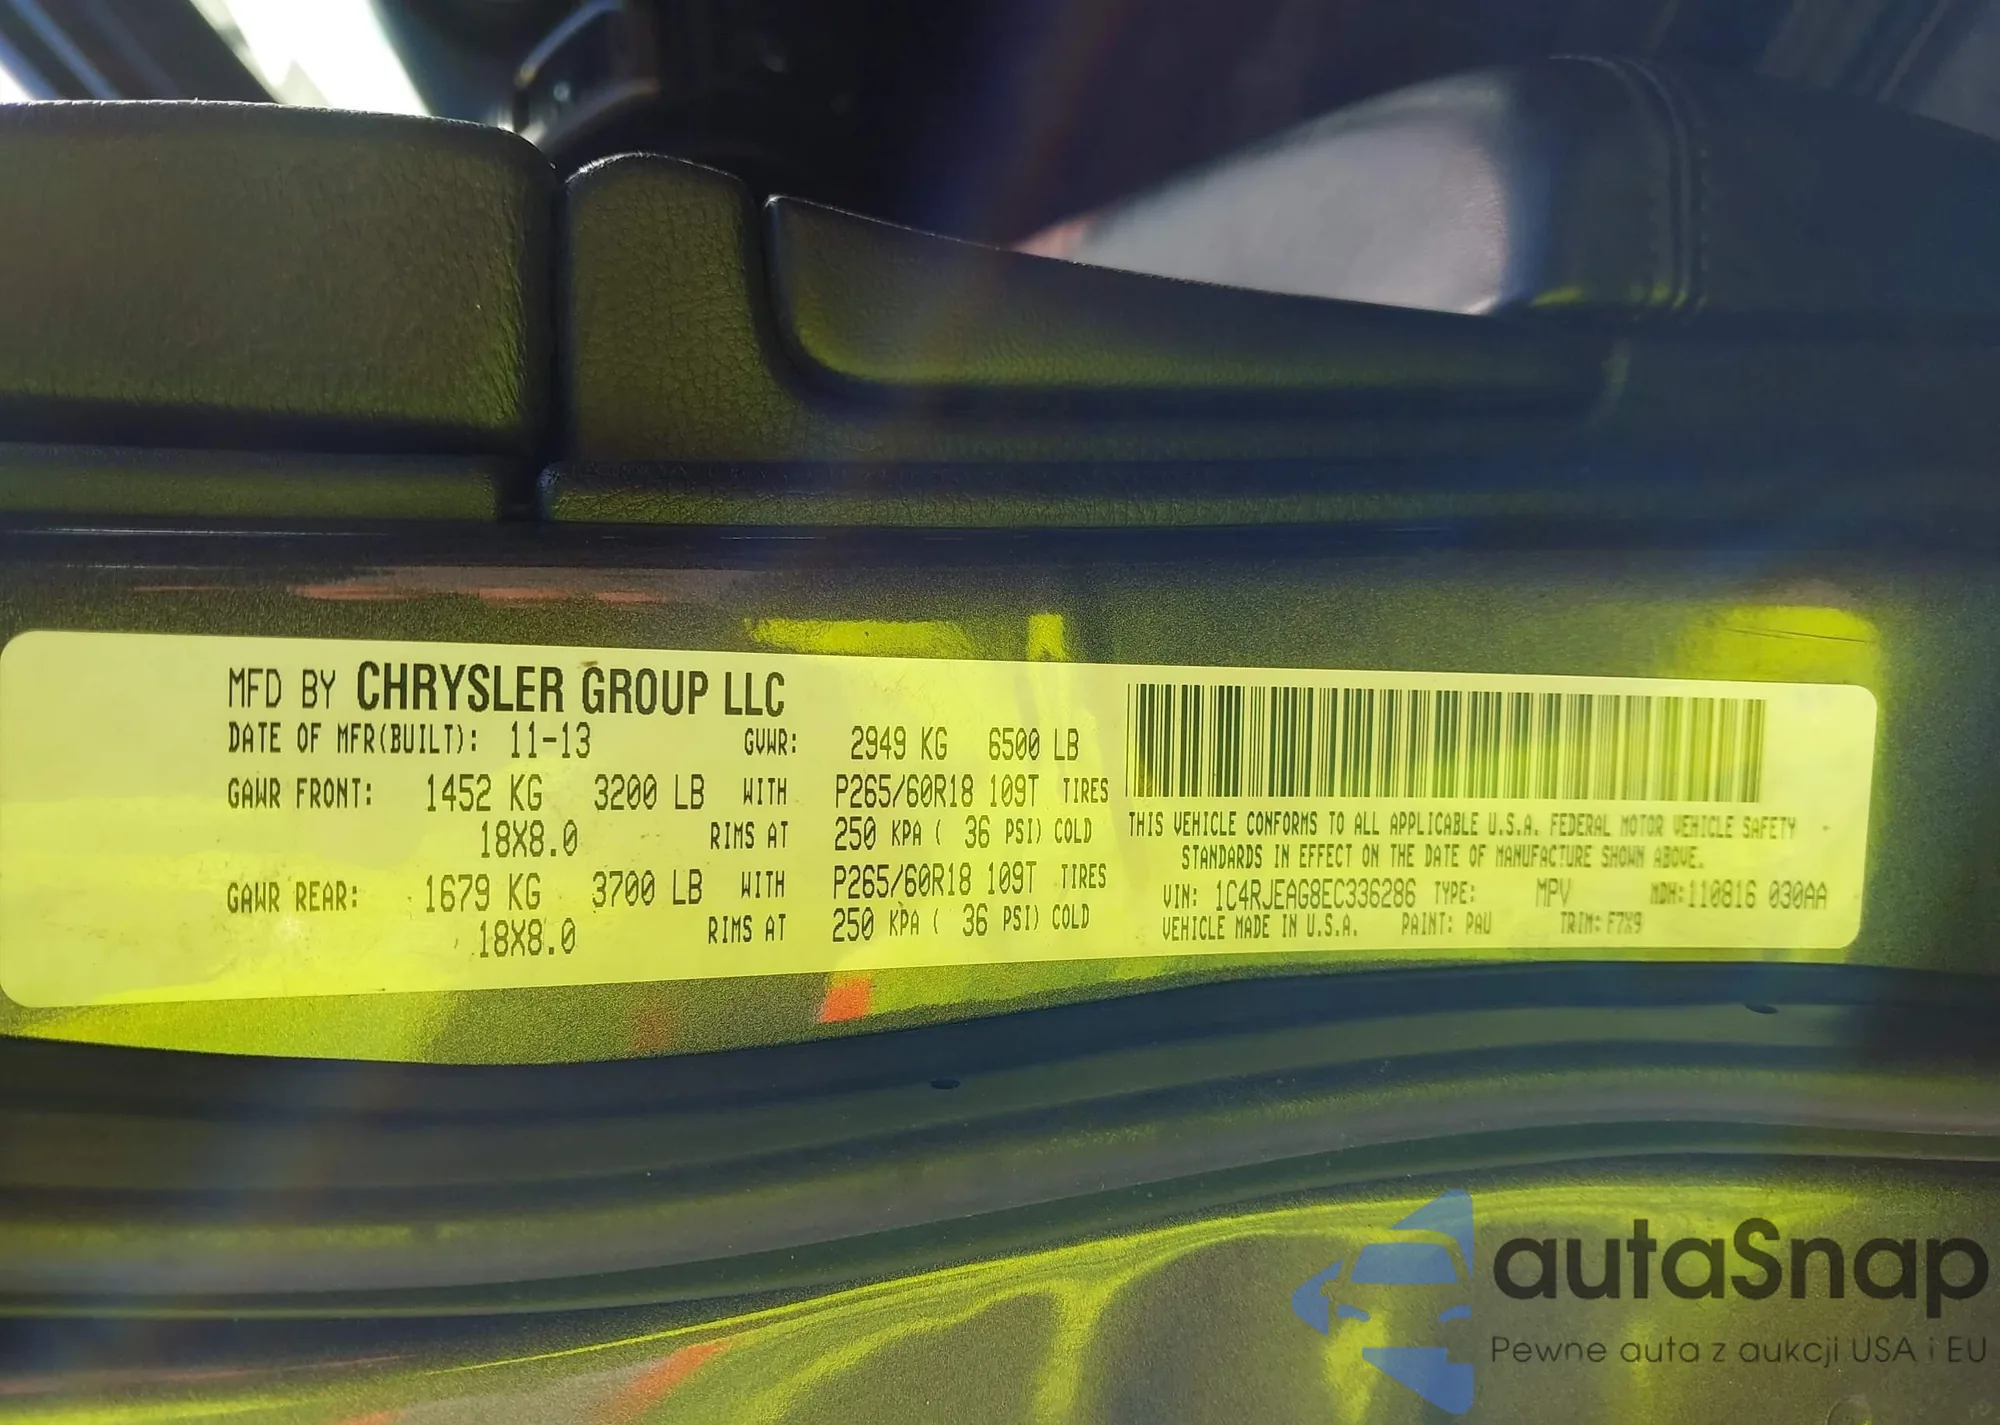 MFD BY CHRYSLER GROUP LLC
DATE OF MFR(BUILT): 11-13 GVWR: 2949 KG 6500 LB
GAWR FRONT: 1452 KG 3200 LB WITH P265/60R18 109T TIRES
18X8.0 RIMS AT 250 KPA ( 36 PSI) COLD
GAWR REAR: 1679 KG 3700 LB WITH P265/60R18 109T TIRES
18X8.0 RIMS AT 250 KPA ( 36 PSI) COLD
THIS VEHICLE CONFORMS TO ALL APPLICABLE U.S.A. FEDERAL MOTOR VEHICLE SAFETY
STANDARDS IN EFFECT ON THE DATE OF MANUFACTURE SHOWN ABOVE.
VIN: 1C4RJEAG8EC336286 TYPE: MPV MDH:110816 030AA
VEHICLE MADE IN U.S.A. PAINT: PAU TRIM: F7X9
autaSnap
Pewne auta z aukcji USA i EU